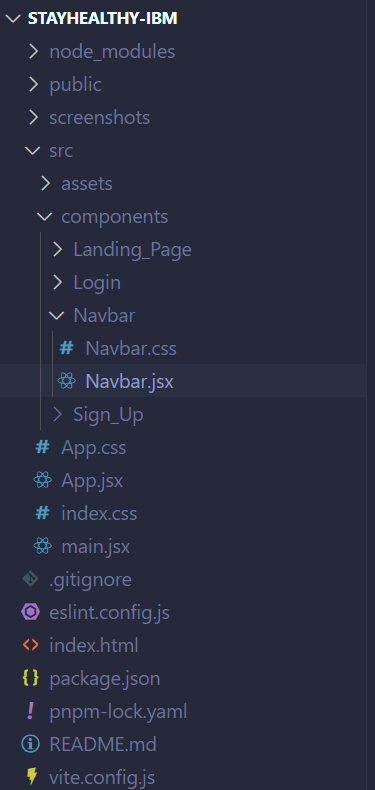 STAYHEALTHY-IBM
node_modules
public
screenshots
src
assets
components
Landing_Page
Login
Navbar
Navbar.css
Navbar.jsx
Sign_Up
App.css
App.jsx
index.css
main.jsx
.gitignore
eslint.config.js
index.html
package.json
pnpm-lock.yaml
README.md
vite.config.js